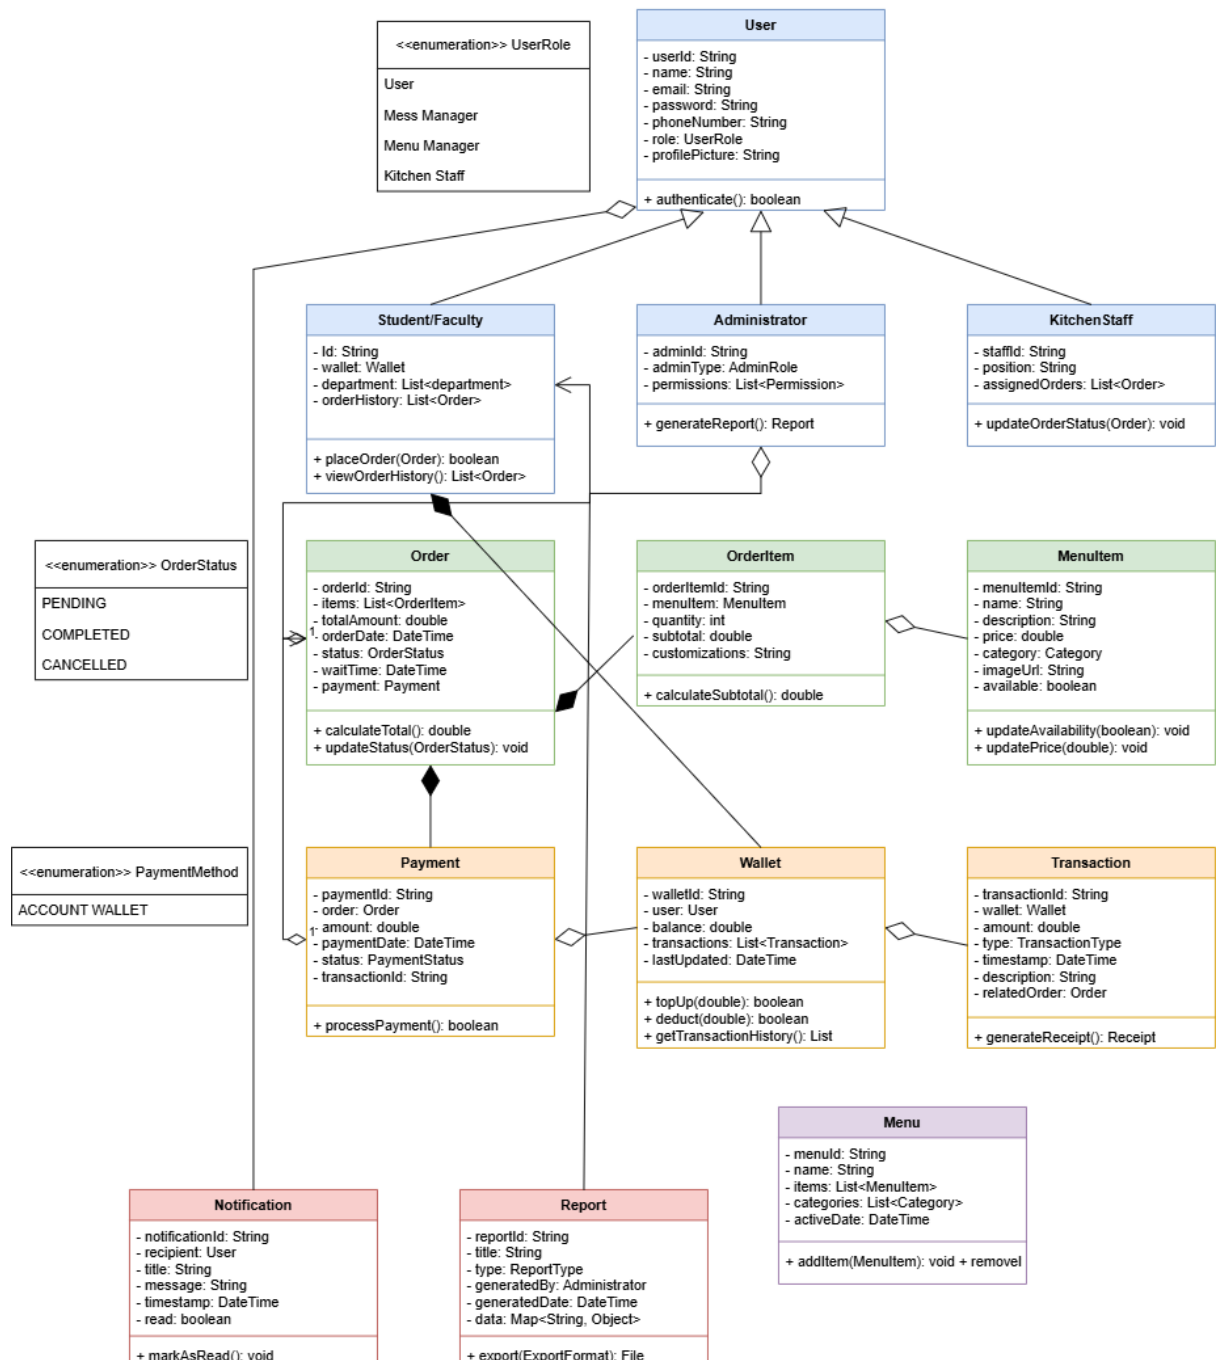 <<enumeration>> UserRole
User
Mess Manager
Menu Manager
Kitchen Staff
User
- userId: String
- name: String
- email: String
- password: String
- phoneNumber: String
- role: UserRole
- profilePicture: String
+ authenticate(): boolean
Student/Faculty
- Id: String
- wallet: Wallet
- department: List<department>
- orderHistory: List<Order>
+ placeOrder(Order): boolean
+ viewOrderHistory(): List<Order>
Administrator
- adminId: String
- adminType: AdminRole
- permissions: List<Permission>
+ generateReport(): Report
KitchenStaff
- staffId: String
- position: String
- assignedOrders: List<Order>
+ updateOrderStatus(Order): void
<<enumeration>> OrderStatus
PENDING
COMPLETED
CANCELLED
Order
- orderId: String
- items: List<OrderItem>
- totalAmount: double
1
- orderDate: DateTime
- status: OrderStatus
- waitTime: DateTime
- payment: Payment
+ calculateTotal(): double
+ updateStatus(OrderStatus): void
OrderItem
- orderItemId: String
- menuItem: MenuItem
- quantity: int
- subtotal: double
- customizations: String
+ calculateSubtotal(): double
MenuItem
- menuItemId: String
- name: String
- description: String
- price: double
- category: Category
- imageUrl: String
- available: boolean
+ updateAvailability(boolean): void
+ updatePrice(double): void
<<enumeration>> PaymentMethod
ACCOUNT WALLET
Payment
- paymentId: String
- order: Order
- amount: double
1
- paymentDate: DateTime
- status: PaymentStatus
- transactionId: String
+ processPayment(): boolean
Wallet
- walletId: String
- user: User
- balance: double
- transactions: List<Transaction>
- lastUpdated: DateTime
+ topUp(double): boolean
+ deduct(double): boolean
+ getTransactionHistory(): List
Transaction
- transactionId: String
- wallet: Wallet
- amount: double
- type: TransactionType
- timestamp: DateTime
- description: String
- relatedOrder: Order
+ generateReceipt(): Receipt
Menu
- menuId: String
- name: String
- items: List<MenuItem>
- categories: List<Category>
- activeDate: DateTime
+ addItem(MenuItem): void + removeI
Notification
- notificationId: String
- recipient: User
- title: String
- message: String
- timestamp: DateTime
- read: boolean
+ markAsRead(): void
Report
- reportId: String
- title: String
- type: ReportType
- generatedBy: Administrator
- generatedDate: DateTime
- data: Map<String, Object>
+ export(ExportFormat): File